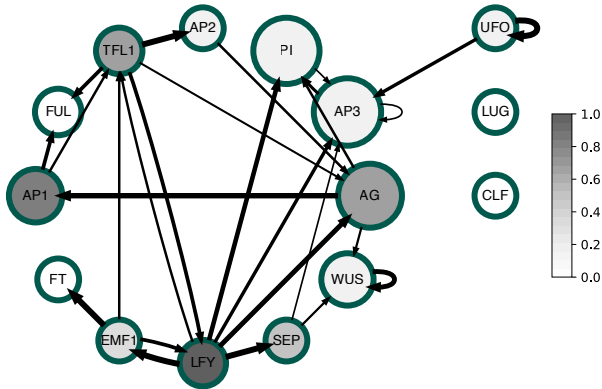 AP2
UFO
TFL1
PI
FUL
AP3
LUG
1.0
0.8
AP1
AG
CLF
0.6
0.4
0.2
FT
WUS
0.0
EMF1
SEP
LFY